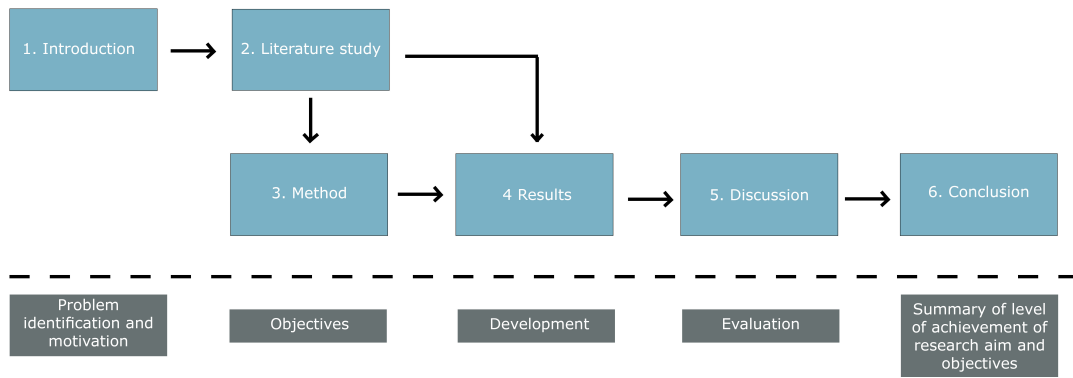 1. Introduction
2. Literature study
3. Method
4 Results
5. Discussion
6. Conclusion
Problem
identification and
motivation
Objectives
Development
Evaluation
Summary of level
of achievement of
research aim and
objectives